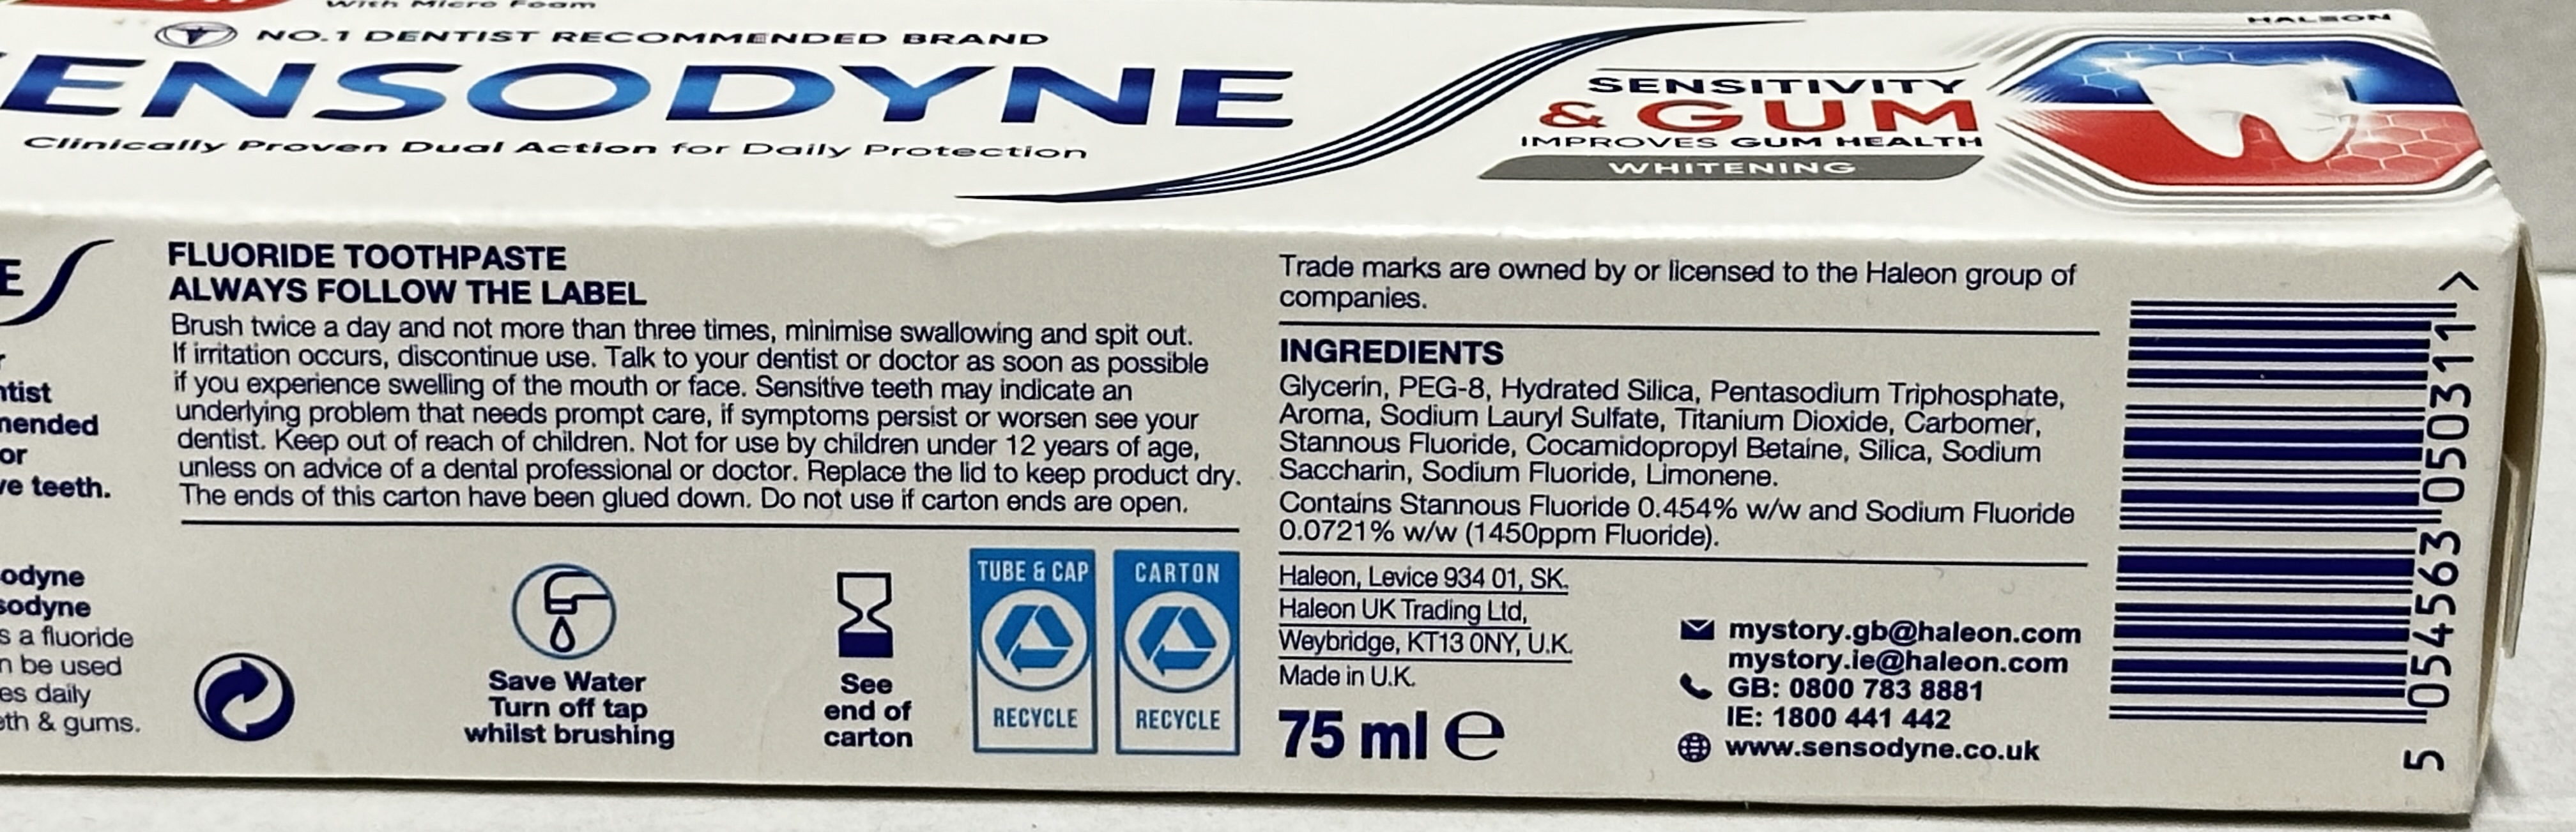 With Micro Foam
NO.1 DENTIST RECOMMENDED BRAND
HALEON
ENSODYNE
Clinically Proven Dual Action for Daily Protection
SENSITIVITY
& GUM
IMPROVES GUM HEALTH
WHITENING
E
ntist
mended
or
ve teeth.
odyne
sodyne
s a fluoride
n be used
es daily
eth & gums.
FLUORIDE TOOTHPASTE
ALWAYS FOLLOW THE LABEL
Brush twice a day and not more than three times, minimise swallowing and spit out.
If irritation occurs, discontinue use. Talk to your dentist or doctor as soon as possible
if you experience swelling of the mouth or face. Sensitive teeth may indicate an
underlying problem that needs prompt care, if symptoms persist or worsen see your
dentist. Keep out of reach of children. Not for use by children under 12 years of age,
unless on advice of a dental professional or doctor. Replace the lid to keep product dry.
The ends of this carton have been glued down. Do not use if carton ends are open.
Save Water
Turn off tap
whilst brushing
See
end of
carton
TUBE & CAP
RECYCLE
CARTON
RECYCLE
Trade marks are owned by or licensed to the Haleon group of
companies.
INGREDIENTS
Glycerin, PEG-8, Hydrated Silica, Pentasodium Triphosphate,
Aroma, Sodium Lauryl Sulfate, Titanium Dioxide, Carbomer,
Stannous Fluoride, Cocamidopropyl Betaine, Silica, Sodium
Saccharin, Sodium Fluoride, Limonene.
Contains Stannous Fluoride 0.454% w/w and Sodium Fluoride
0.0721% w/w (1450ppm Fluoride).
Haleon, Levice 934 01, SK.
Haleon UK Trading Ltd,
Weybridge, KT13 0NY, U.K.
Made in U.K.
75 ml e
mystory.gb@haleon.com
mystory.ie@haleon.com
GB: 0800 783 8881
IE: 1800 441 442
www.sensodyne.co.uk
5 054563 050311 >